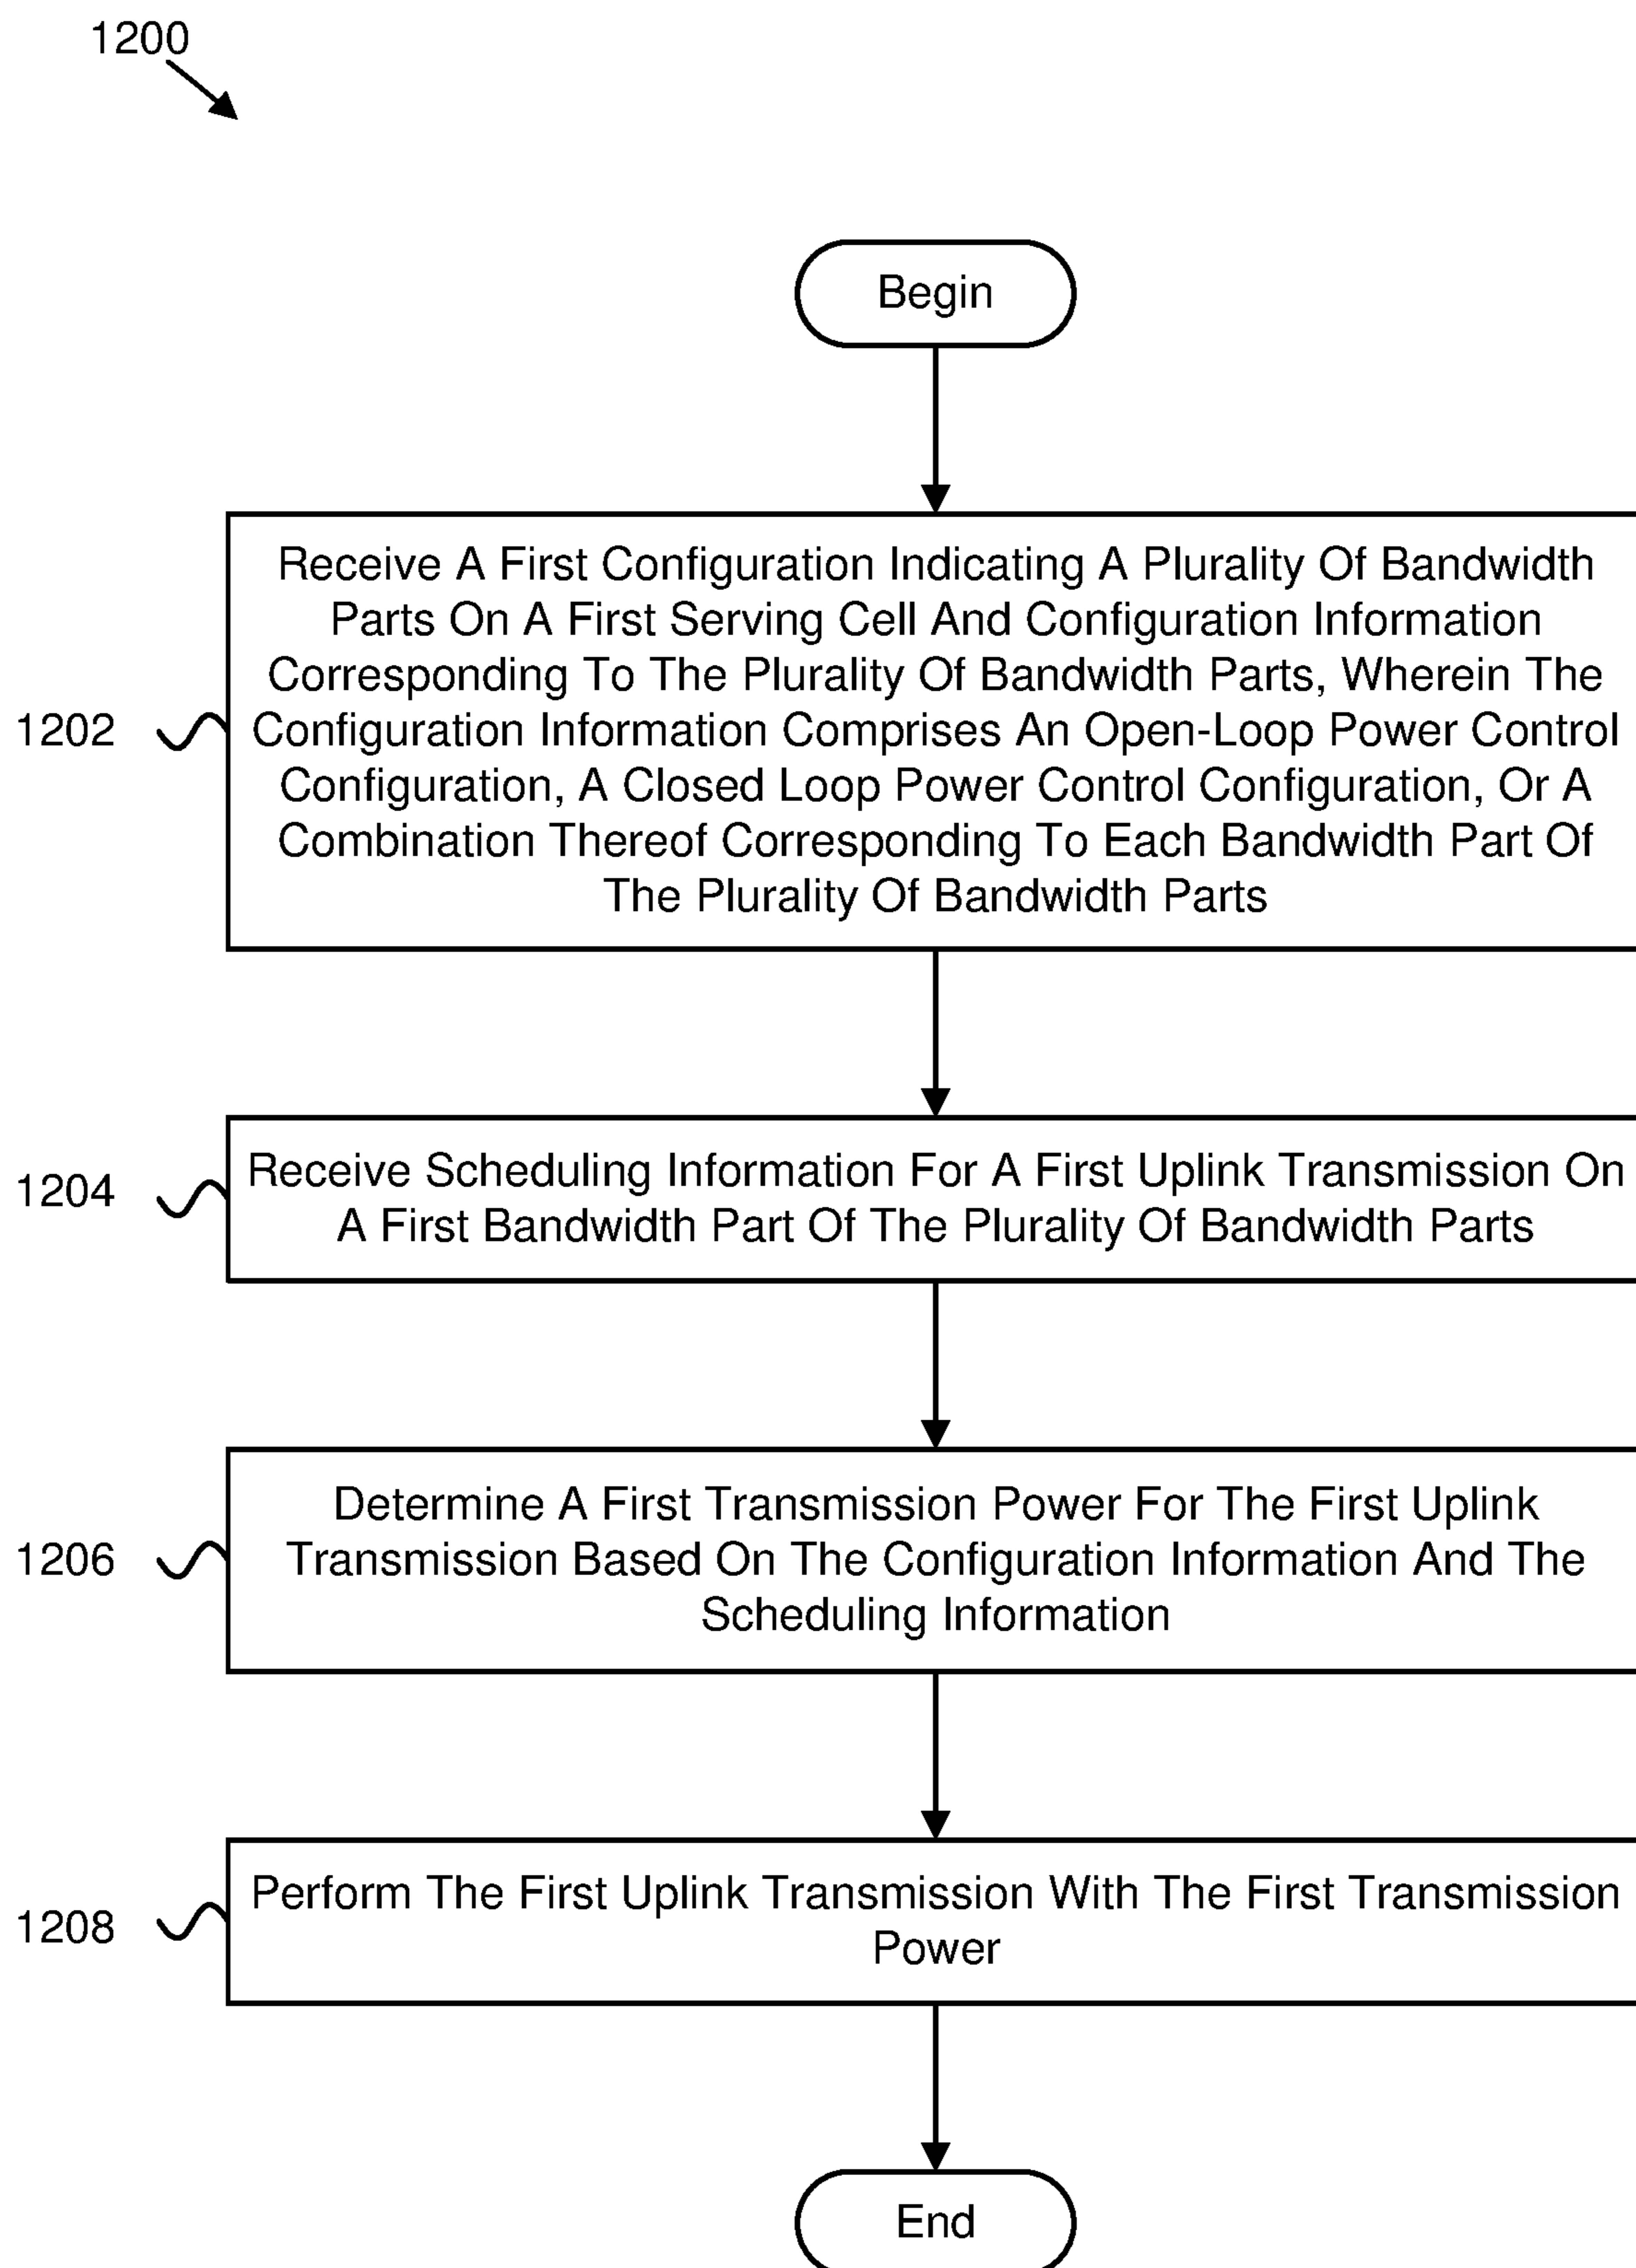 1200
Begin
Receive A First Configuration Indicating A Plurality Of Bandwidth
Parts On A First Serving Cell And Configuration Information
Corresponding To The Plurality Of Bandwidth Parts, Wherein The
Configuration Information Comprises An Open-Loop Power Control
Configuration, A Closed Loop Power Control Configuration, Or A
Combination Thereof Corresponding To Each Bandwidth Part Of
The Plurality Of Bandwidth Parts
1202
Receive Scheduling Information For A First Uplink Transmission On
A First Bandwidth Part Of The Plurality Of Bandwidth Parts
1204
Determine A First Transmission Power For The First Uplink
Transmission Based On The Configuration Information And The
Scheduling Information
1206
Perform The First Uplink Transmission With The First Transmission
Power
1208
End